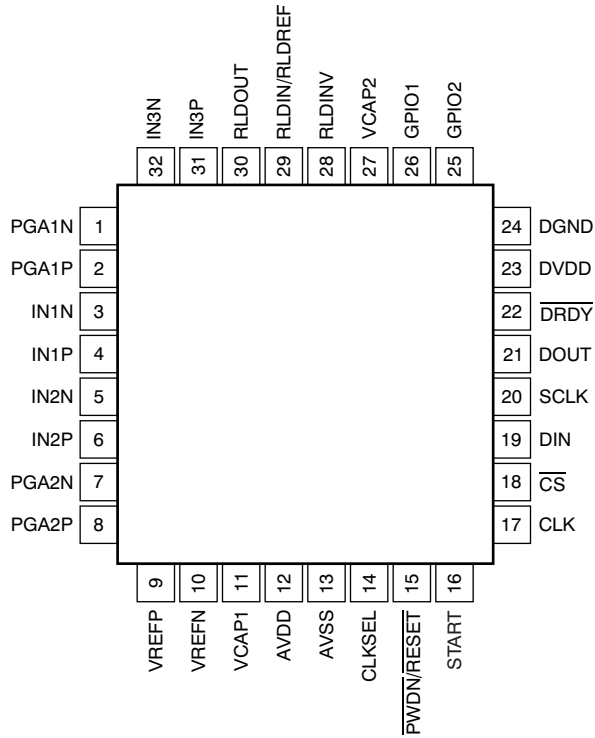 IN3N
IN3P
RLDOUT
RLDIN/RLDREF
RLDINV
VCAP2
GPIO1
GPIO2
32
31
30
29
28
27
26
25
PGA1N 1
PGA1P 2
IN1N 3
IN1P 4
IN2N 5
IN2P 6
PGA2N 7
PGA2P 8
24 DGND
23 DVDD
22 DRDY
21 DOUT
20 SCLK
19 DIN
18 CS
17 CLK
9
10
11
12
13
14
15
16
VREFP
VREFN
VCAP1
AVDD
AVSS
CLKSEL
PWDN/RESET
START